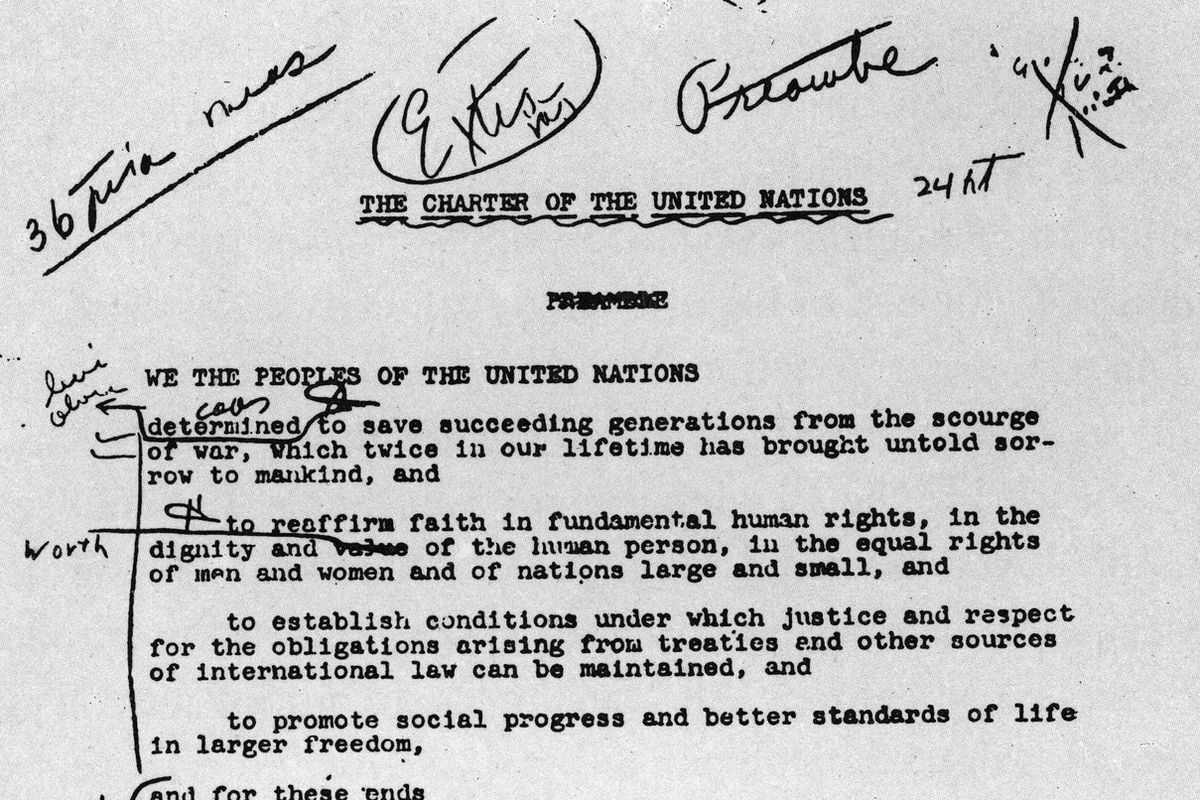 36
Extra
Preamble
24 pt
THE CHARTER OF THE UNITED NATIONS
PREAMBLE
WE THE PEOPLES OF THE UNITED NATIONS
caps
determined to save succeeding generations from the scourge
of war, which twice in our lifetime has brought untold sor-
row to mankind, and
to reaffirm faith in fundamental human rights, in the
worth
dignity and value of the human person, in the equal rights
of men and women and of nations large and small, and
to establish conditions under which justice and respect
for the obligations arising from treaties and other sources
of international law can be maintained, and
to promote social progress and better standards of life
in larger freedom,
and for these ends